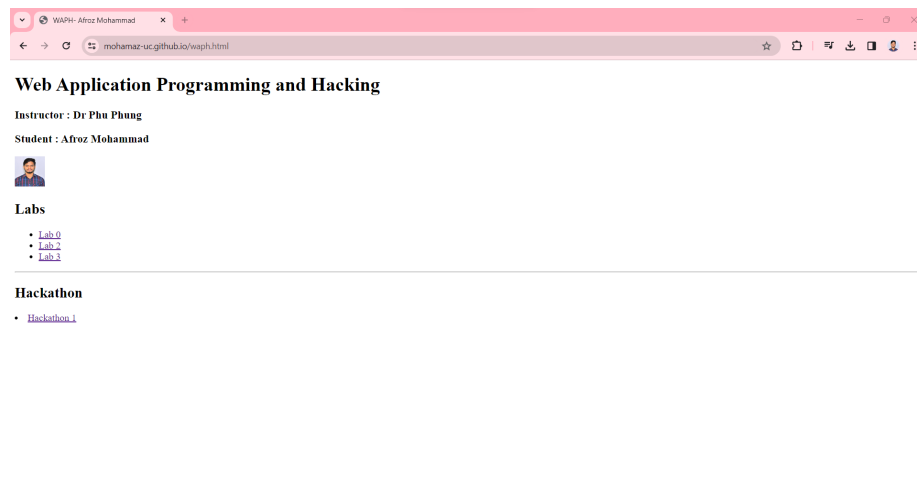 WAPH- Afroz Mohammad
mohamaz-uc.github.io/waph.html
Web Application Programming and Hacking
Instructor : Dr Phu Phung
Student : Afroz Mohammad
Labs
Lab 0
Lab 2
Lab 3
Hackathon
Hackathon 1